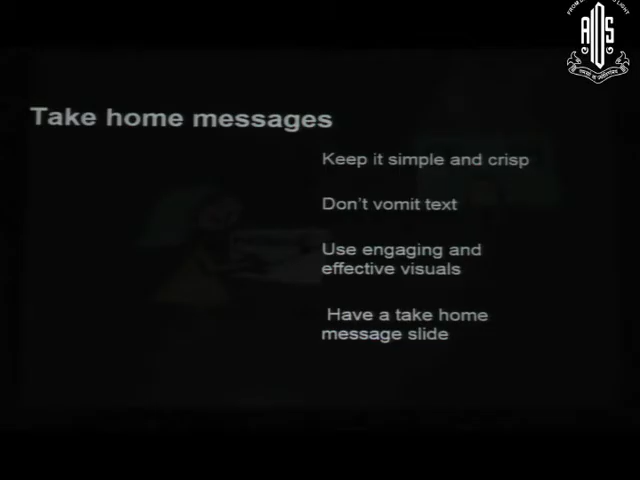 Take home messages
Keep it simple and crisp
Don't vomit text
Use engaging and
effective visuals
Have a take home
message slide